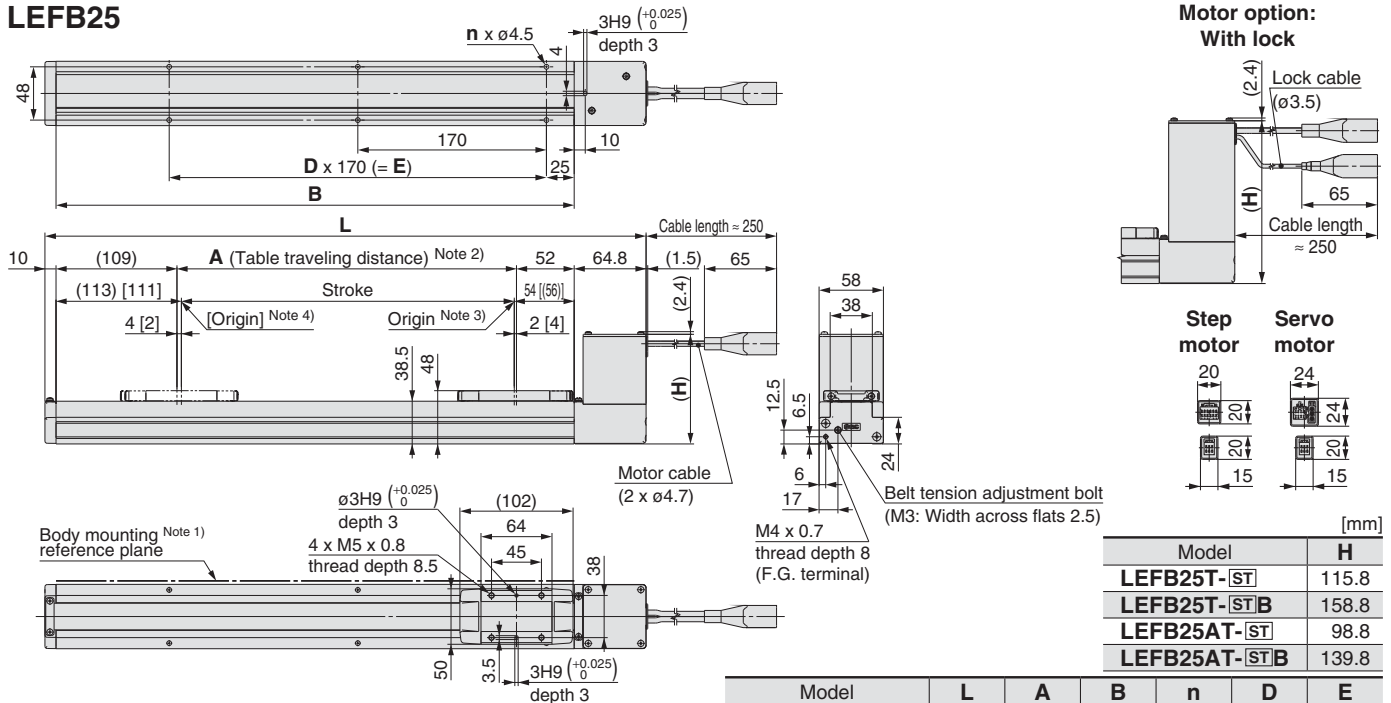 LEFB25
n x ø4.5
3H9 (+0.025 0)
depth 3
4
48
170
10
D x 170 (= E)
25
B
L
Cable length ≈ 250
10
(109)
A (Table traveling distance) Note 2)
52
64.8
(1.5)
65
(113) [111]
Stroke
54 [(56)]
(2.4)
4 [2]
[Origin] Note 4)
Origin Note 3)
2 [4]
38.5
48
(H)
Motor cable
(2 x ø4.7)
58
38
12.5
6.5
24
6
17
Belt tension adjustment bolt
(M3: Width across flats 2.5)
M4 x 0.7
thread depth 8
(F.G. terminal)
Motor option:
With lock
(2.4)
Lock cable
(ø3.5)
(H)
65
Cable length
≈ 250
Step
motor
Servo
motor
20
24
20
24
20
20
15
15
Body mounting Note 1)
reference plane
ø3H9 (+0.025 0)
depth 3
4 x M5 x 0.8
thread depth 8.5
(102)
64
45
38
50
3.5
3H9 (+0.025 0)
depth 3
[mm]
Model H
LEFB25T-ST 115.8
LEFB25T-STB 158.8
LEFB25AT-ST 98.8
LEFB25AT-STB 139.8
Model L A B n D E